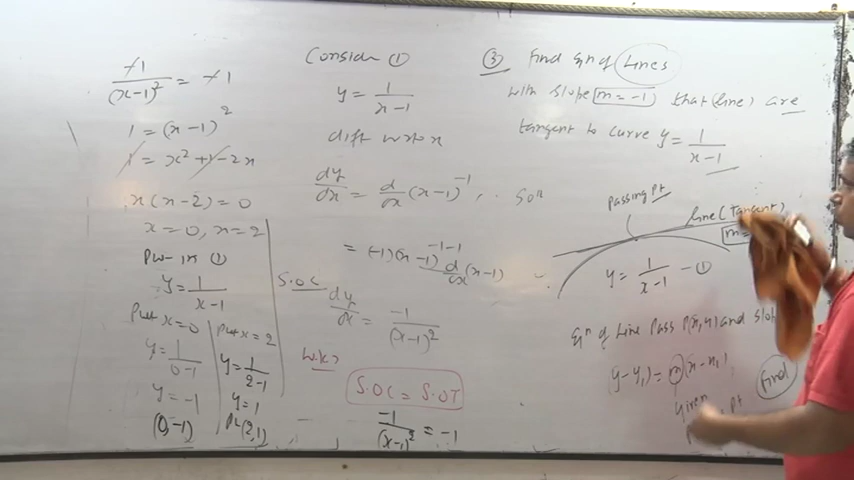 ③ Find eqn of Lines
with slope m = -1 that (line) are
tangent to curve y = 1/(x-1)
Soln
passing pt
line (tangent)
m =
y = 1/(x-1) — ①
Eqn of Line Pass P(x, y) and slop
y - y₁ = m (x - x₁)
given
find
pt
Consider ①
y = 1/(x-1)
diff w.r.to x
dy/dx = d/dx (x-1)⁻¹
= (-1)(x-1)⁻¹⁻¹ d/dx (x-1)
S.O.C
dy/dx = -1/(x-1)²
W.K.T
S.O.C = S.O.T
-1/(x-1)² = -1
-1/(x-1)² = -1
1 = (x-1)²
1 = x² + 1 - 2x
x(x-2) = 0
x = 0, x = 2
Put in ①
y = 1/(x-1)
Put x = 0
y = 1/(0-1)
y = -1
(0, -1)
Put x = 2
y = 1/(2-1)
y = 1
Pt (2, 1)